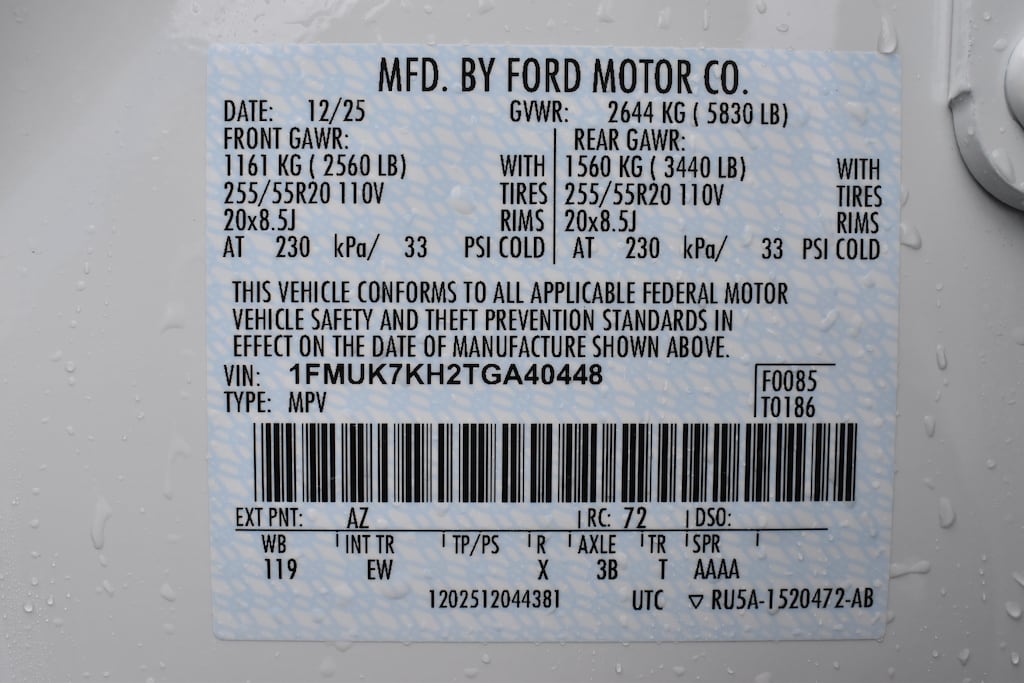 MFD. BY FORD MOTOR CO.
DATE: 12/25 GVWR: 2644 KG ( 5830 LB)
FRONT GAWR: REAR GAWR:
1161 KG ( 2560 LB) WITH 1560 KG ( 3440 LB) WITH
255/55R20 110V TIRES 255/55R20 110V TIRES
20x8.5J RIMS 20x8.5J RIMS
AT 230 kPa/ 33 PSI COLD AT 230 kPa/ 33 PSI COLD
THIS VEHICLE CONFORMS TO ALL APPLICABLE FEDERAL MOTOR
VEHICLE SAFETY AND THEFT PREVENTION STANDARDS IN
EFFECT ON THE DATE OF MANUFACTURE SHOWN ABOVE.
VIN: 1FMUK7KH2TGA40448 F0085
TYPE: MPV T0186
EXT PNT: AZ RC: 72 DSO:
WB INT TR TP/PS R AXLE TR SPR
119 EW X 3B T AAAA
1202512044381 UTC ▽ RU5A-1520472-AB